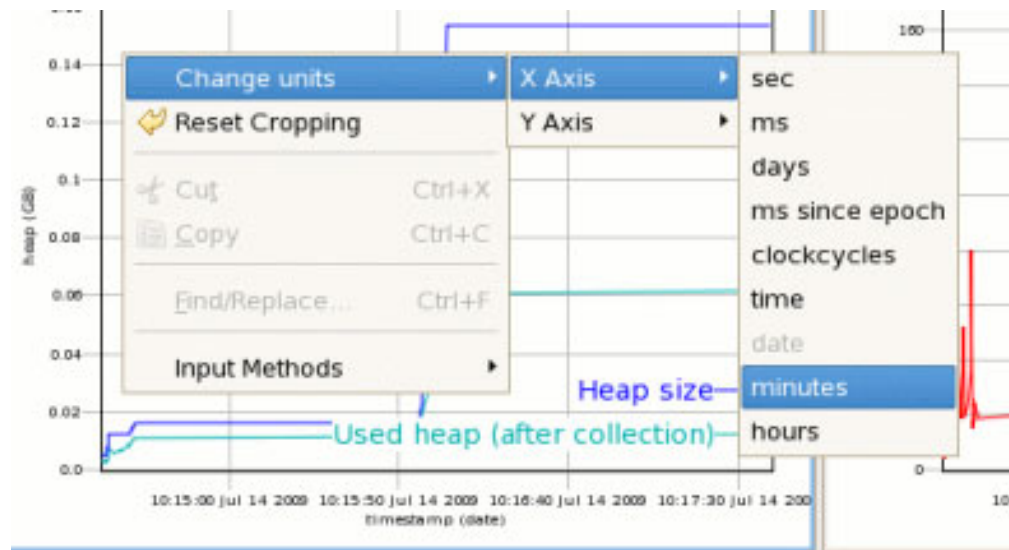 160
0.14
Change units
X Axis
sec
0.12
Reset Cropping
Y Axis
ms
days
0.1
Cut Ctrl+X
ms since epoch
heap (GB)
0.08
Copy Ctrl+C
clockcycles
0.06
Find/Replace... Ctrl+F
time
date
0.04
Input Methods
Heap size
minutes
0.02
Used heap (after collection)
hours
0.0
0
10:15:00 Jul 14 2009 10:15:50 Jul 14 2009 10:16:40 Jul 14 2009 10:17:30 Jul 14 200
10
timestamp (date)